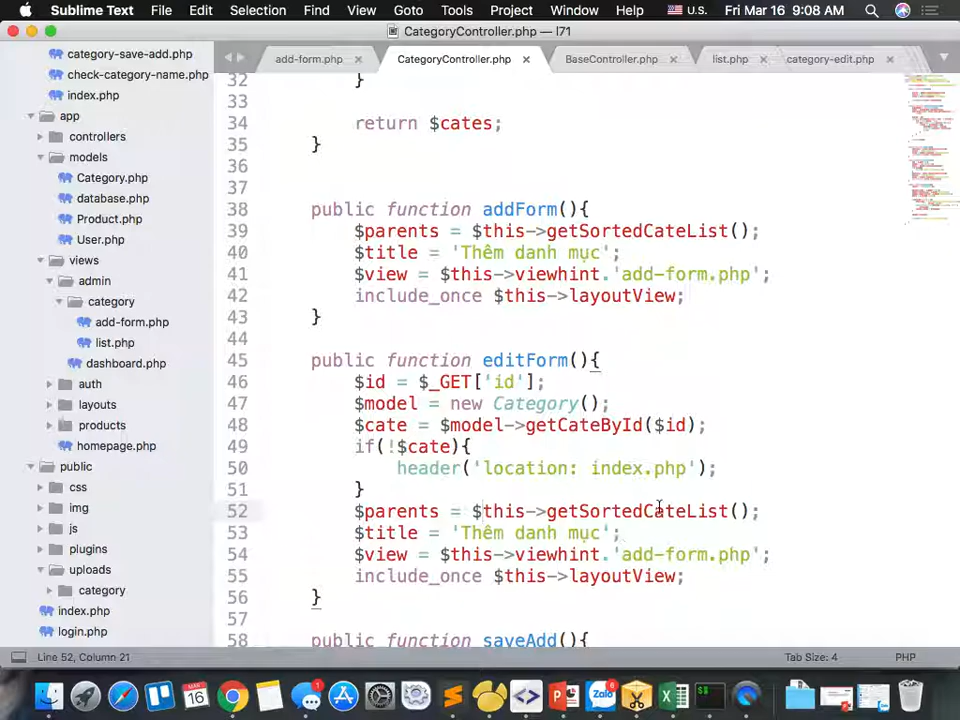 Sublime Text File Edit Selection Find View Goto Tools Project Window Help U.S. Fri Mar 16 9:08 AM
CategoryController.php — l71
category-save-add.php
check-category-name.php
index.php
app
controllers
models
Category.php
database.php
Product.php
User.php
views
admin
category
add-form.php
list.php
dashboard.php
auth
layouts
products
homepage.php
public
css
img
js
plugins
uploads
category
index.php
login.php
add-form.php × CategoryController.php × BaseController.php × list.php × category-edit.php ×
32 }
33
34 return $cates;
35 }
36
37
38 public function addForm(){
39 $parents = $this->getSortedCateList();
40 $title = 'Thêm danh mục';
41 $view = $this->viewhint.'add-form.php';
42 include_once $this->layoutView;
43 }
44
45 public function editForm(){
46 $id = $_GET['id'];
47 $model = new Category();
48 $cate = $model->getCateById($id);
49 if(!$cate){
50 header('location: index.php');
51 }
52 $parents = $this->getSortedCateList();
53 $title = 'Thêm danh mục';
54 $view = $this->viewhint.'add-form.php';
55 include_once $this->layoutView;
56 }
57
58 public function saveAdd(){
Line 52, Column 21 Tab Size: 4 PHP